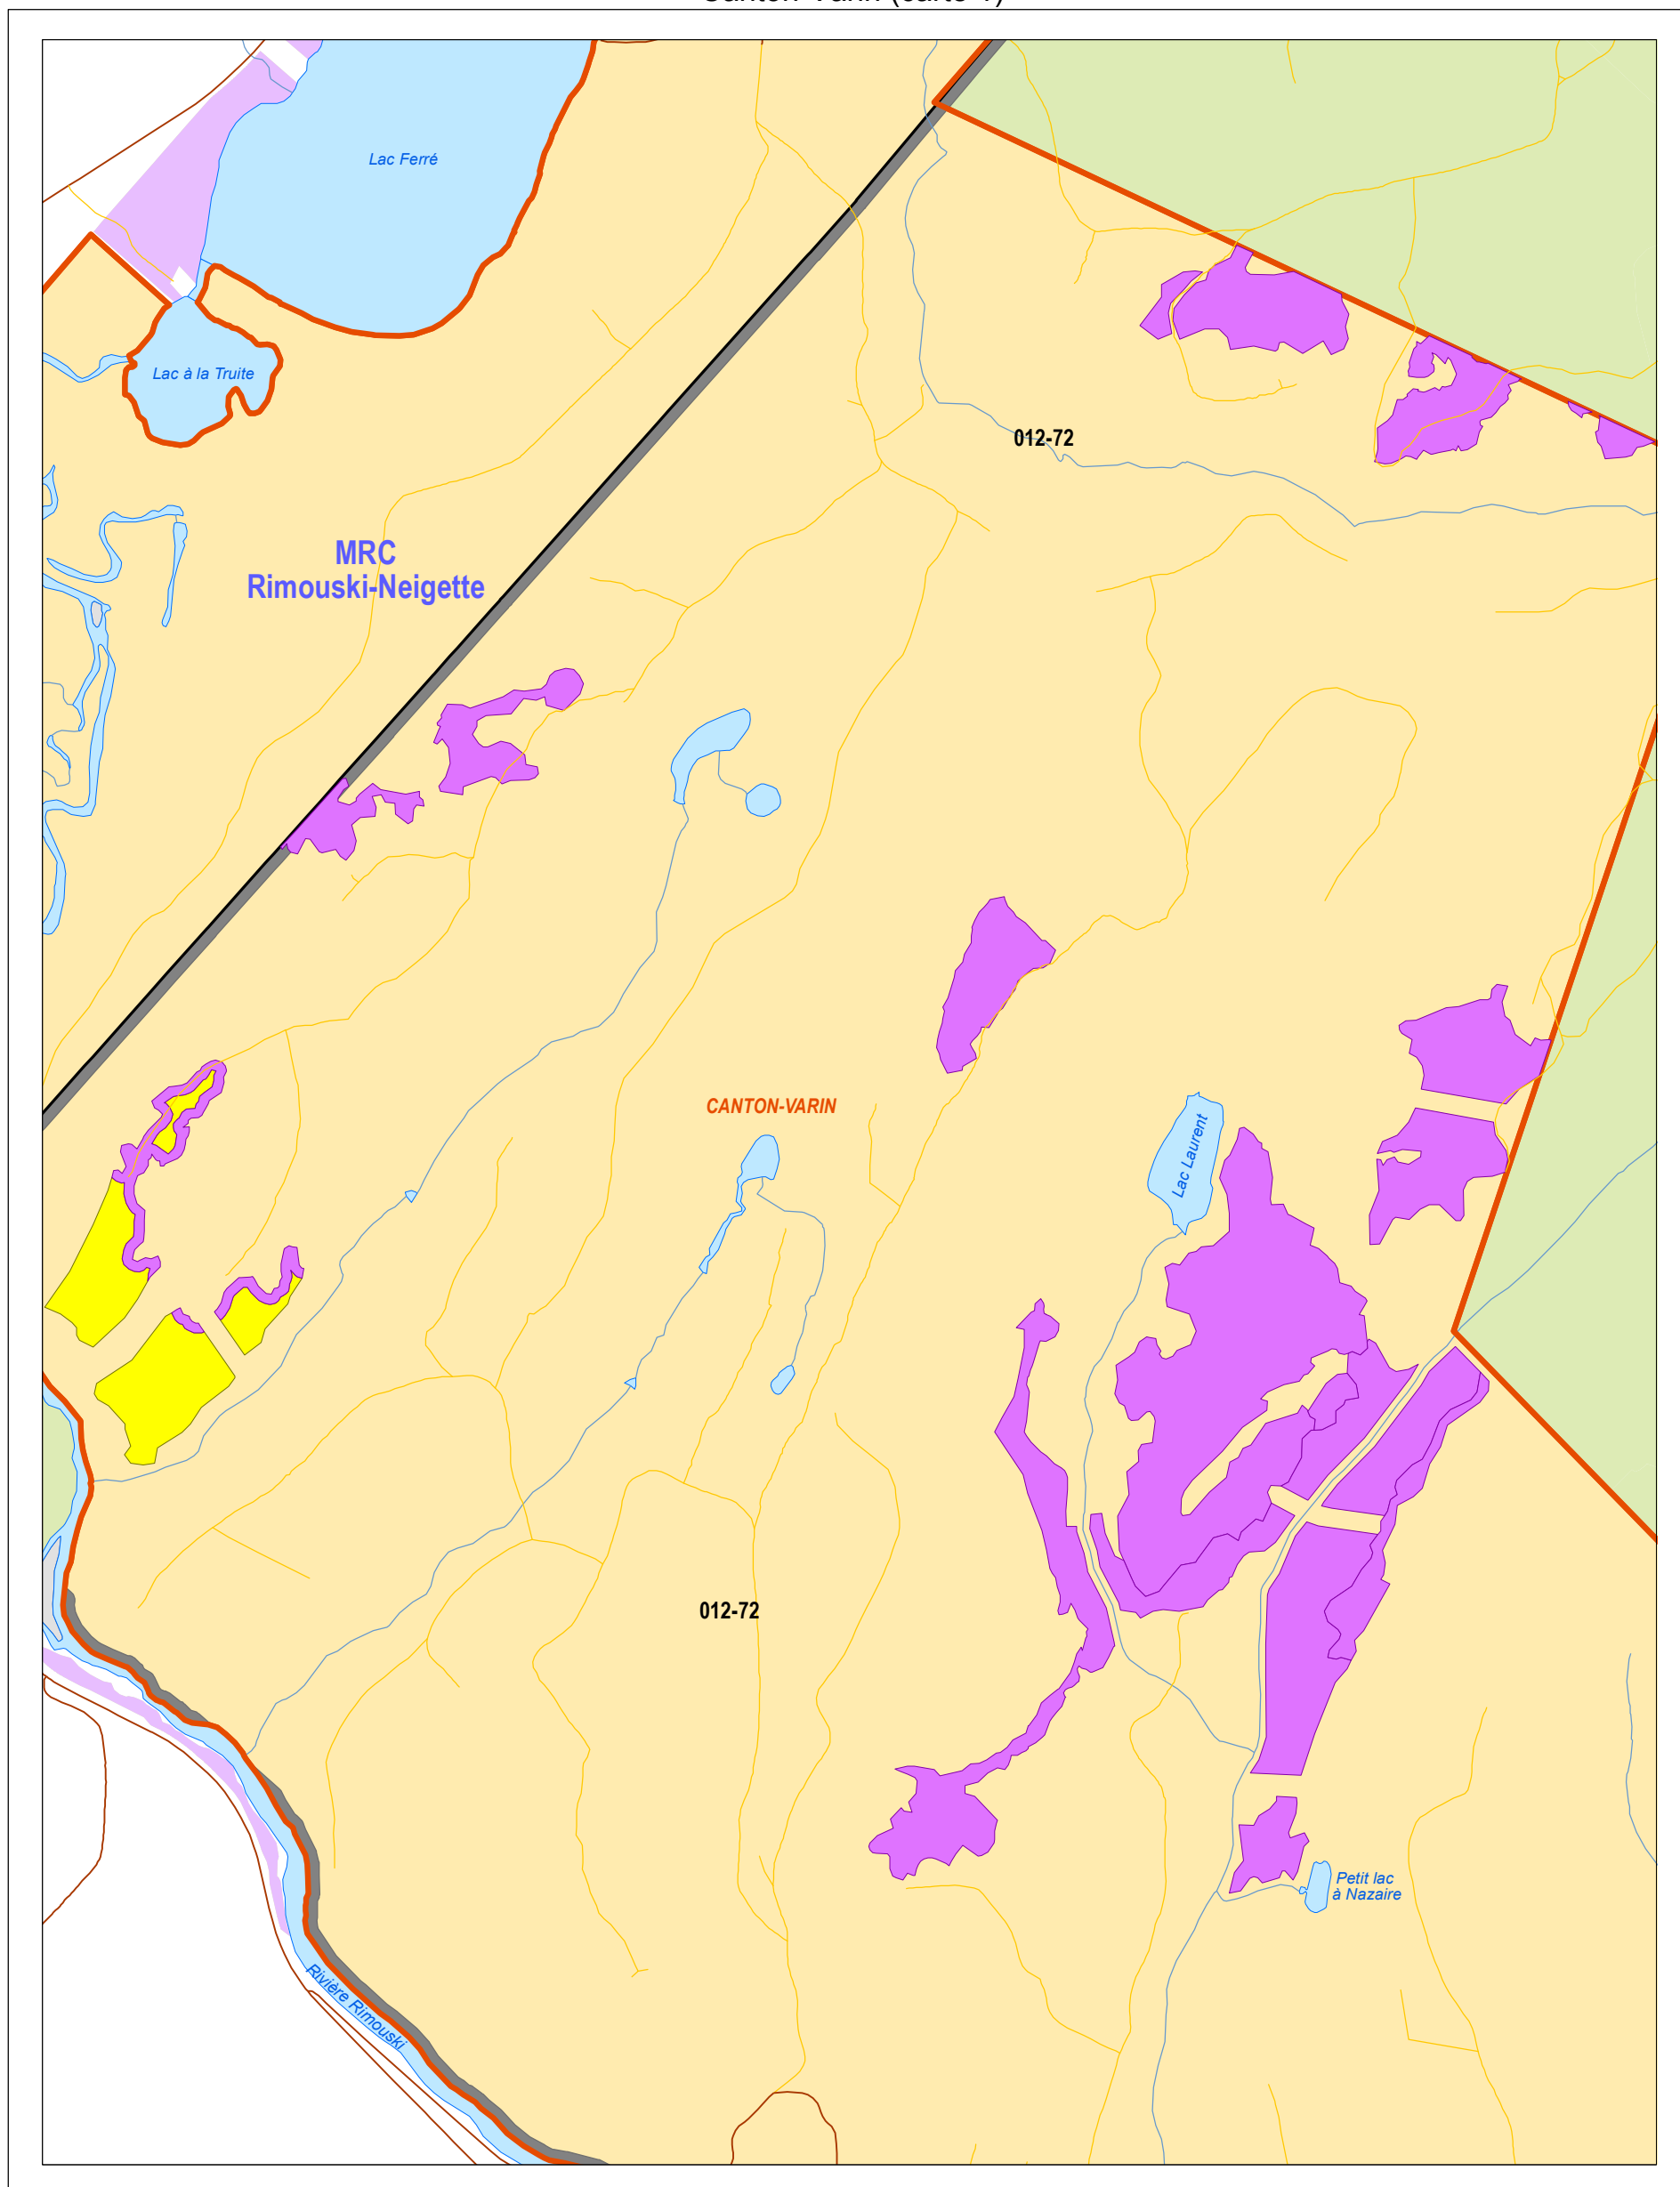 Lac Ferré
Lac à la Truite
012-72
MRC
Rimouski-Neigette
CANTON-VARIN
Lac Laurent
012-72
Petit lac
à Nazaire
Rivière Rimouski